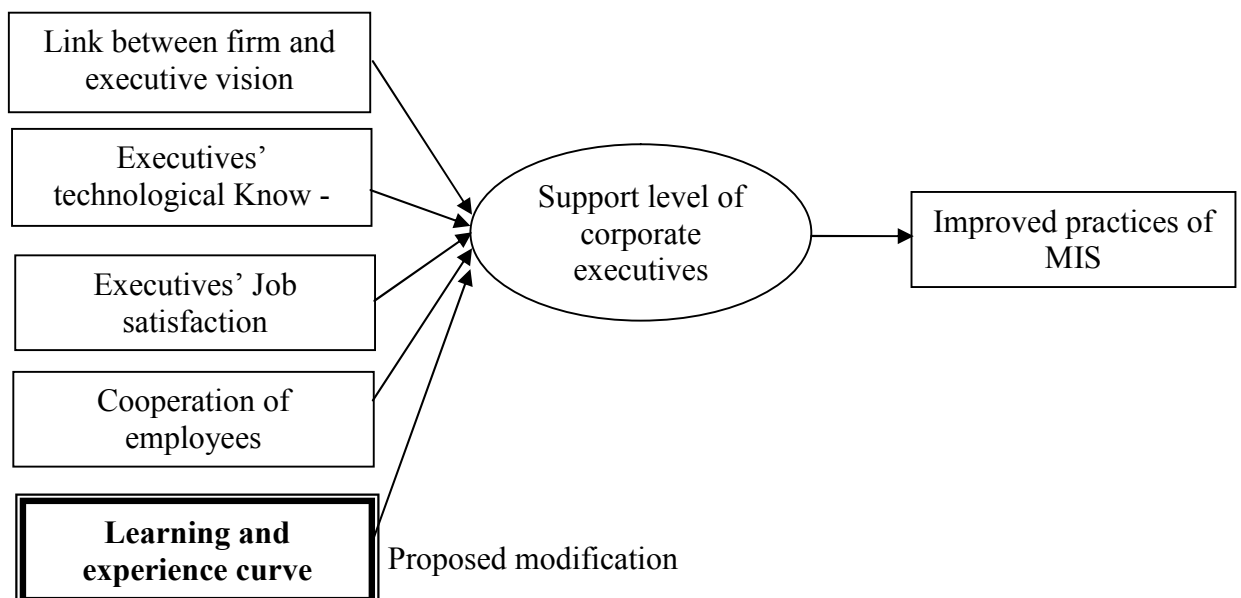 Link between firm and
executive vision
Executives’
technological Know -
Executives’ Job
satisfaction
Cooperation of
employees
Learning and
experience curve
Proposed modification
Support level of
corporate
executives
Improved practices of
MIS